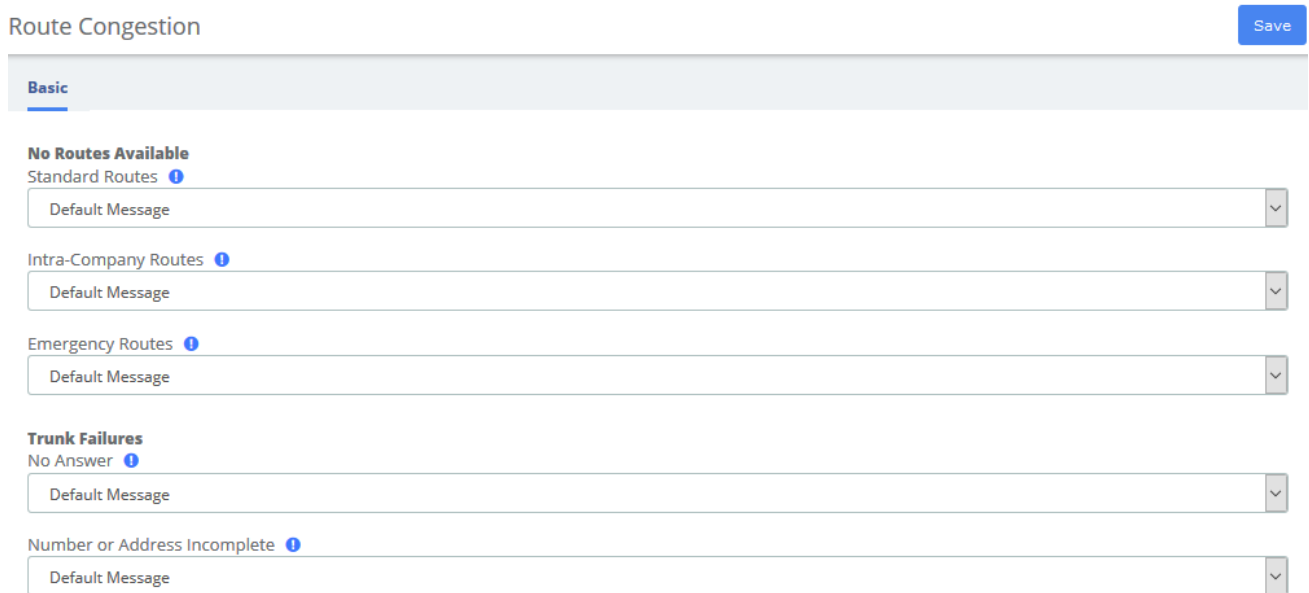 Route Congestion
Save
Basic
No Routes Available
Standard Routes
Default Message
Intra-Company Routes
Default Message
Emergency Routes
Default Message
Trunk Failures
No Answer
Default Message
Number or Address Incomplete
Default Message